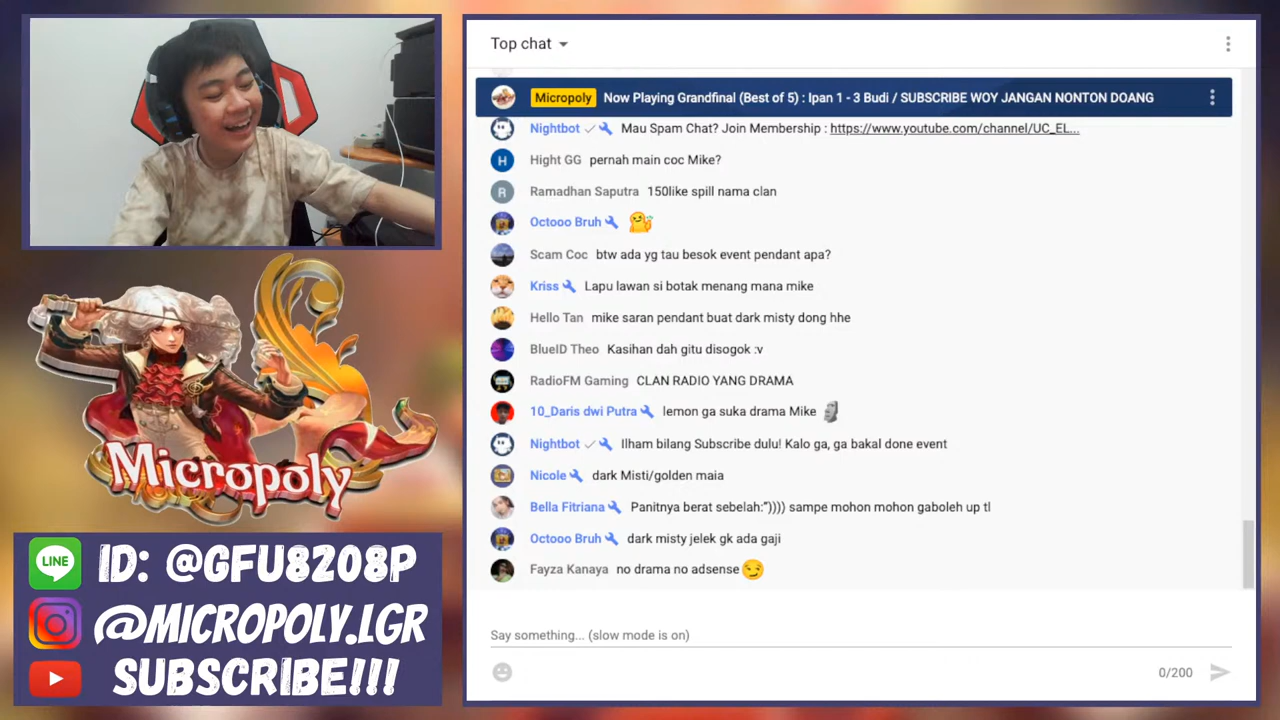 Micropoly
LINE
ID: @GFU8208P
@MICROPOLY.LGR
SUBSCRIBE!!!
Top chat
Micropoly Now Playing Grandfinal (Best of 5) : Ipan 1 - 3 Budi / SUBSCRIBE WOY JANGAN NONTON DOANG
Nightbot Mau Spam Chat? Join Membership : https://www.youtube.com/channel/UC_EL...
H Hight GG pernah main coc Mike?
R Ramadhan Saputra 150like spill nama clan
Octooo Bruh
Scam Coc btw ada yg tau besok event pendant apa?
Kriss Lapu lawan si botak menang mana mike
Hello Tan mike saran pendant buat dark misty dong hhe
BlueID Theo Kasihan dah gitu disogok :v
RadioFM Gaming CLAN RADIO YANG DRAMA
10_Daris dwi Putra lemon ga suka drama Mike 🗿
Nightbot Ilham bilang Subscribe dulu! Kalo ga, ga bakal done event
Nicole dark Misti/golden maia
Bella Fitriana Panitnya berat sebelah:”)))) sampe mohon mohon gaboleh up tl
Octooo Bruh dark misty jelek gk ada gaji
Fayza Kanaya no drama no adsense😏
Say something... (slow mode is on)
0/200